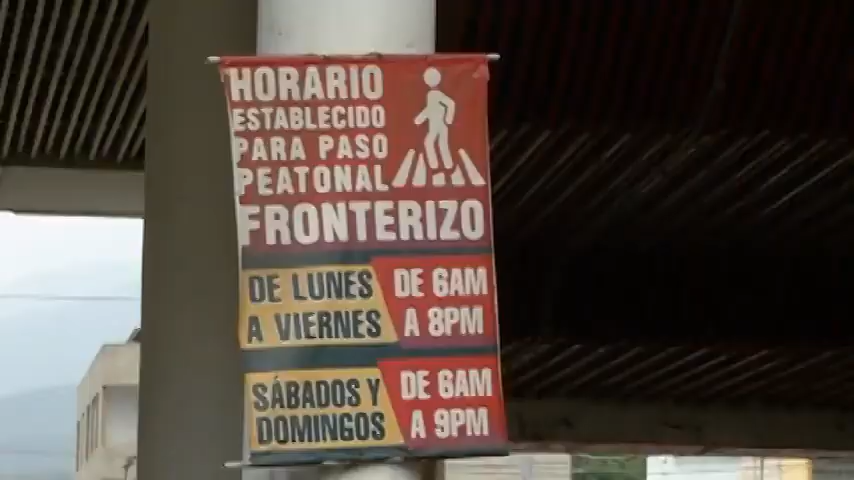 HORARIO
ESTABLECIDO
PARA PASO
PEATONAL
FRONTERIZO
DE LUNES
A VIERNES
DE 6AM
A 8PM
SÁBADOS Y
DOMINGOS
DE 6AM
A 9PM